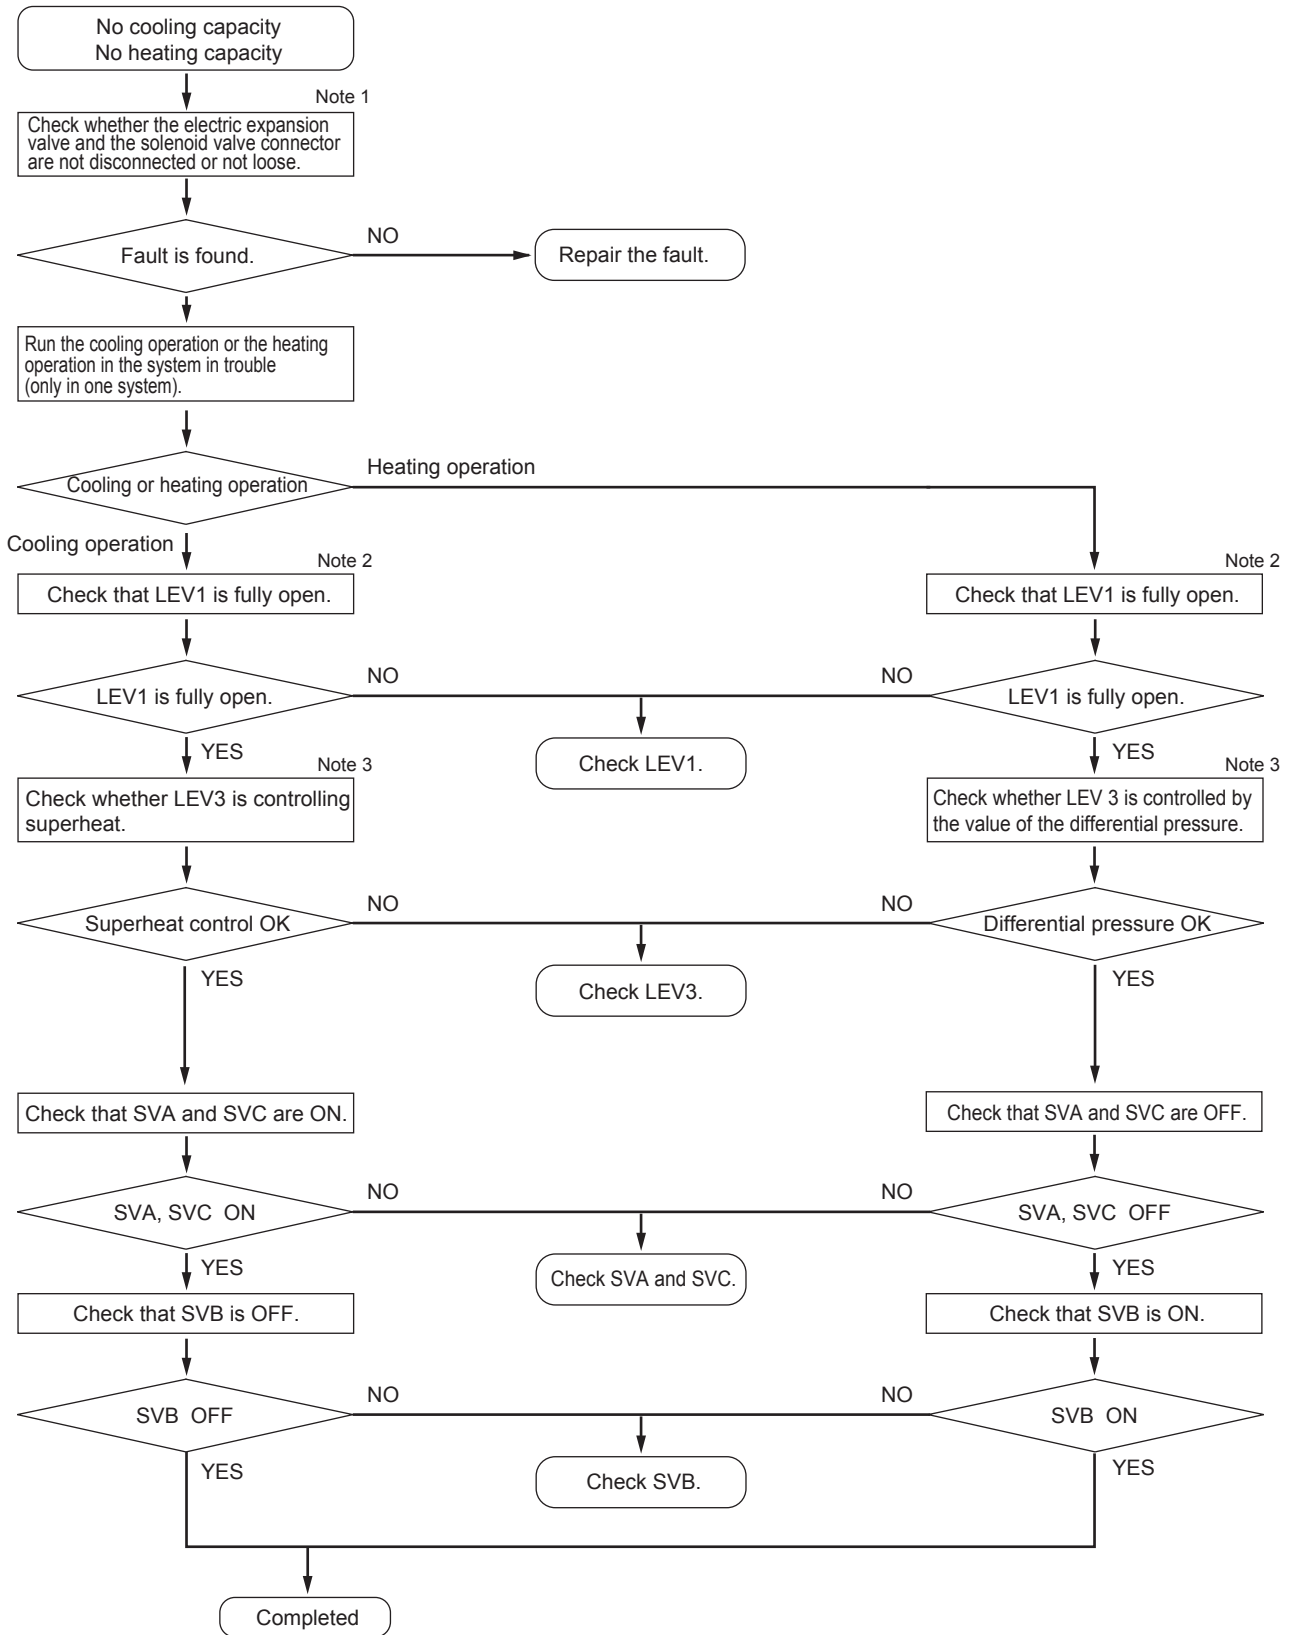 No cooling capacity
No heating capacity
Note 1
Check whether the electric expansion
valve and the solenoid valve connector
are not disconnected or not loose.
Fault is found.
NO
Repair the fault.
Run the cooling operation or the heating
operation in the system in trouble
(only in one system).
Cooling or heating operation
Heating operation
Cooling operation
Note 2
Check that LEV1 is fully open.
Note 2
Check that LEV1 is fully open.
LEV1 is fully open.
NO
NO
LEV1 is fully open.
YES
Check LEV1.
YES
Note 3
Check whether LEV3 is controlling
superheat.
Note 3
Check whether LEV 3 is controlled by
the value of the differential pressure.
Superheat control OK
NO
NO
Differential pressure OK
YES
Check LEV3.
YES
Check that SVA and SVC are ON.
Check that SVA and SVC are OFF.
SVA, SVC  ON
NO
NO
SVA, SVC  OFF
YES
Check SVA and SVC.
YES
Check that SVB is OFF.
Check that SVB is ON.
SVB  OFF
NO
NO
SVB  ON
YES
Check SVB.
YES
Completed